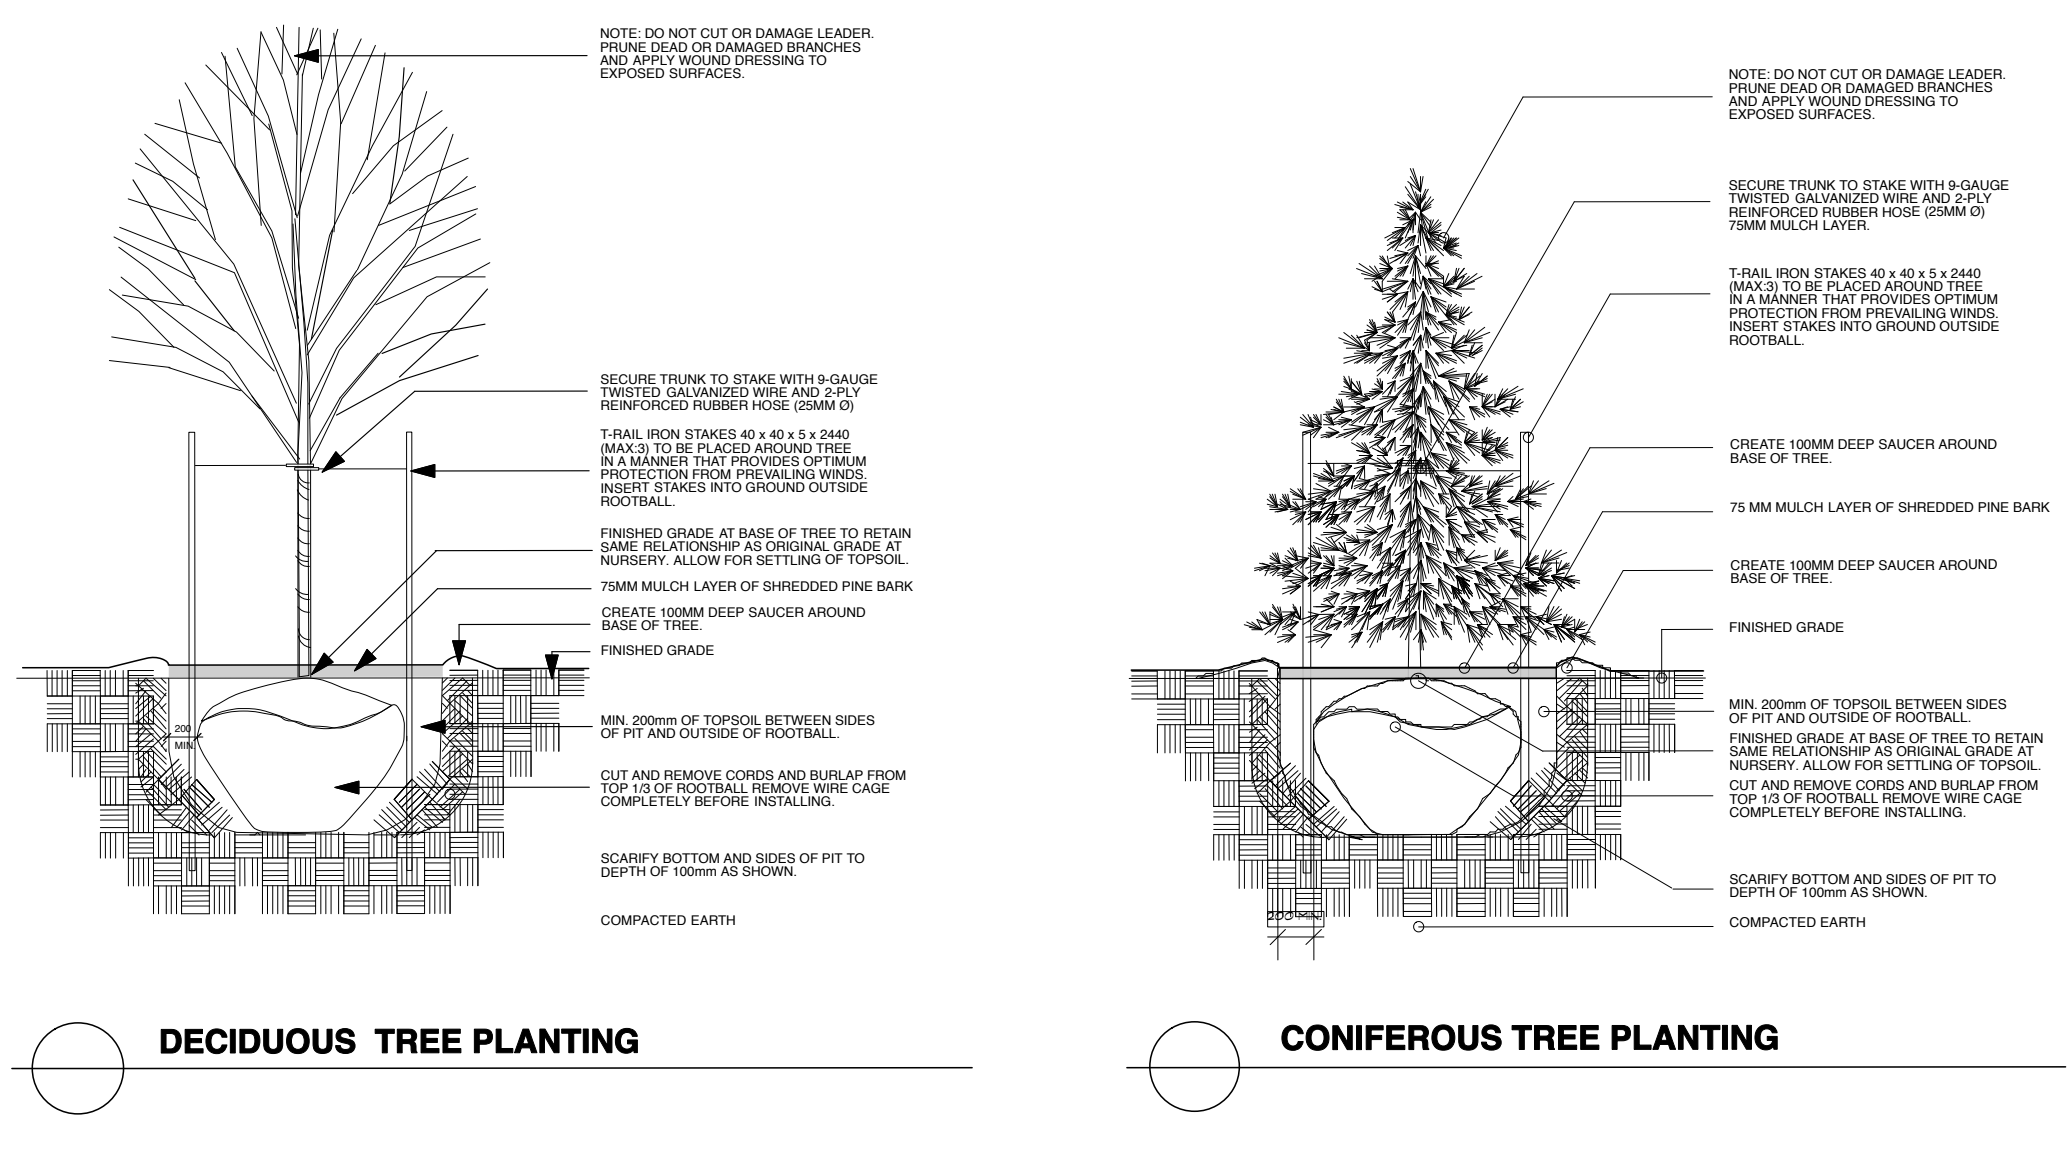 NOTE: DO NOT CUT OR DAMAGE LEADER.
PRUNE DEAD OR DAMAGED BRANCHES
AND APPLY WOUND DRESSING TO
EXPOSED SURFACES.
SECURE TRUNK TO STAKE WITH 9-GAUGE
TWISTED GALVANIZED WIRE AND 2-PLY
REINFORCED RUBBER HOSE (25MM Ø)
T-RAIL IRON STAKES 40 x 40 x 5 x 2440
(MAX:3) TO BE PLACED AROUND TREE
IN A MANNER THAT PROVIDES OPTIMUM
PROTECTION FROM PREVAILING WINDS.
INSERT STAKES INTO GROUND OUTSIDE
ROOTBALL.
FINISHED GRADE AT BASE OF TREE TO RETAIN
SAME RELATIONSHIP AS ORIGINAL GRADE AT
NURSERY. ALLOW FOR SETTLING OF TOPSOIL.
75MM MULCH LAYER OF SHREDDED PINE BARK
CREATE 100MM DEEP SAUCER AROUND
BASE OF TREE.
FINISHED GRADE
MIN. 200mm OF TOPSOIL BETWEEN SIDES
OF PIT AND OUTSIDE OF ROOTBALL.
200
MIN.
CUT AND REMOVE CORDS AND BURLAP FROM
TOP 1/3 OF ROOTBALL REMOVE WIRE CAGE
COMPLETELY BEFORE INSTALLING.
SCARIFY BOTTOM AND SIDES OF PIT TO
DEPTH OF 100mm AS SHOWN.
COMPACTED EARTH
DECIDUOUS TREE PLANTING
NOTE: DO NOT CUT OR DAMAGE LEADER.
PRUNE DEAD OR DAMAGED BRANCHES
AND APPLY WOUND DRESSING TO
EXPOSED SURFACES.
SECURE TRUNK TO STAKE WITH 9-GAUGE
TWISTED GALVANIZED WIRE AND 2-PLY
REINFORCED RUBBER HOSE (25MM Ø)
75MM MULCH LAYER.
T-RAIL IRON STAKES 40 x 40 x 5 x 2440
(MAX:3) TO BE PLACED AROUND TREE
IN A MANNER THAT PROVIDES OPTIMUM
PROTECTION FROM PREVAILING WINDS.
INSERT STAKES INTO GROUND OUTSIDE
ROOTBALL.
CREATE 100MM DEEP SAUCER AROUND
BASE OF TREE.
75 MM MULCH LAYER OF SHREDDED PINE BARK
CREATE 100MM DEEP SAUCER AROUND
BASE OF TREE.
FINISHED GRADE
MIN. 200mm OF TOPSOIL BETWEEN SIDES
OF PIT AND OUTSIDE OF ROOTBALL.
FINISHED GRADE AT BASE OF TREE TO RETAIN
SAME RELATIONSHIP AS ORIGINAL GRADE AT
NURSERY. ALLOW FOR SETTLING OF TOPSOIL.
CUT AND REMOVE CORDS AND BURLAP FROM
TOP 1/3 OF ROOTBALL REMOVE WIRE CAGE
COMPLETELY BEFORE INSTALLING.
SCARIFY BOTTOM AND SIDES OF PIT TO
DEPTH OF 100mm AS SHOWN.
200 MIN.
COMPACTED EARTH
CONIFEROUS TREE PLANTING